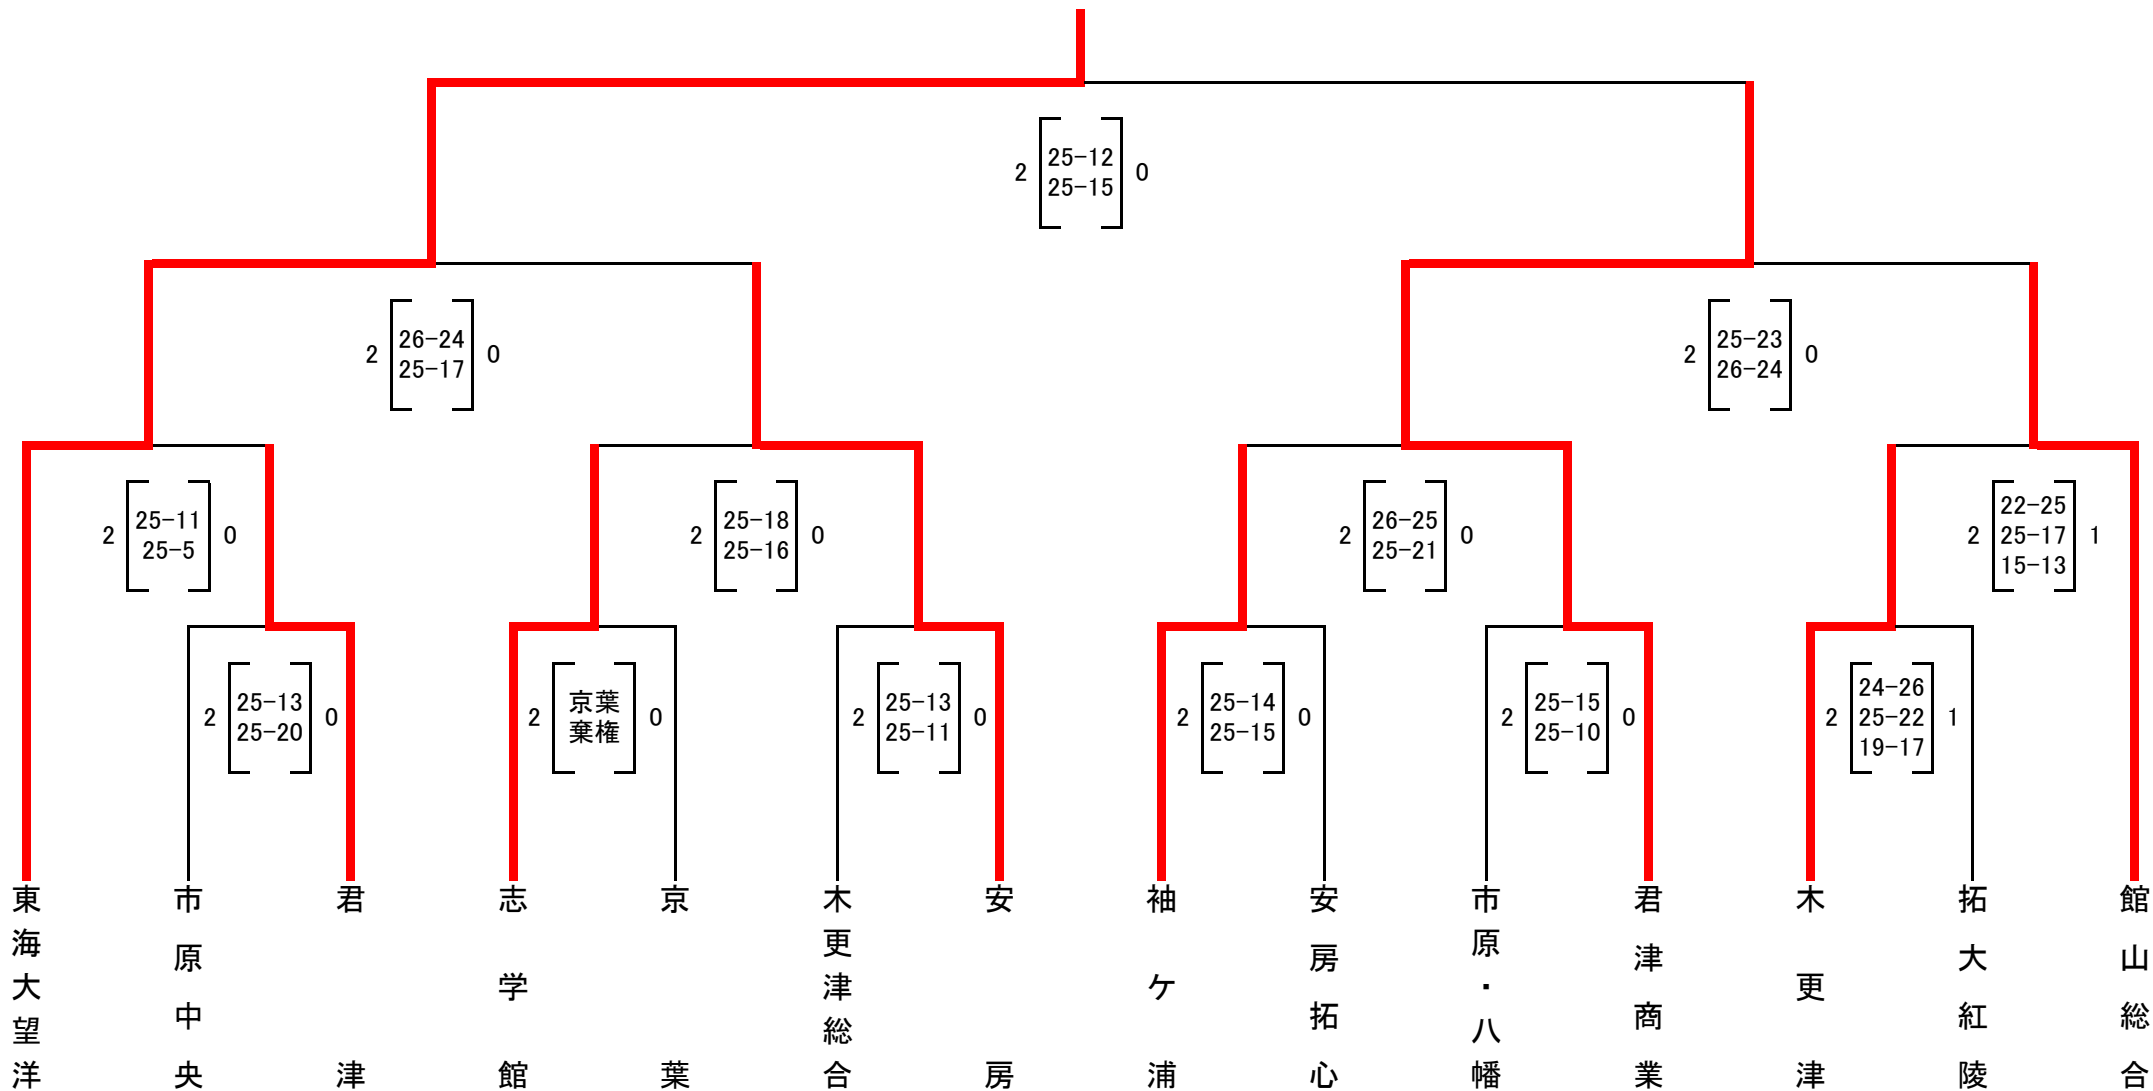 2 25-12 0
25-15
2 26-24 0
25-17
2 25-23 0
26-24
2 25-11 0
25-5
2 25-18 0
25-16
2 26-25 0
25-21
22-25
2 25-17 1
15-13
2 25-13 0
25-20
2 京葉 0
棄権
2 25-13 0
25-11
2 25-14 0
25-15
2 25-15 0
25-10
24-26
2 25-22 1
19-17
東海大望洋
市原中央
君津
志学館
京葉
木更津総合
安房
袖ケ浦
安房拓心
市原・八幡
君津商業
木更津
拓大紅陵
館山総合